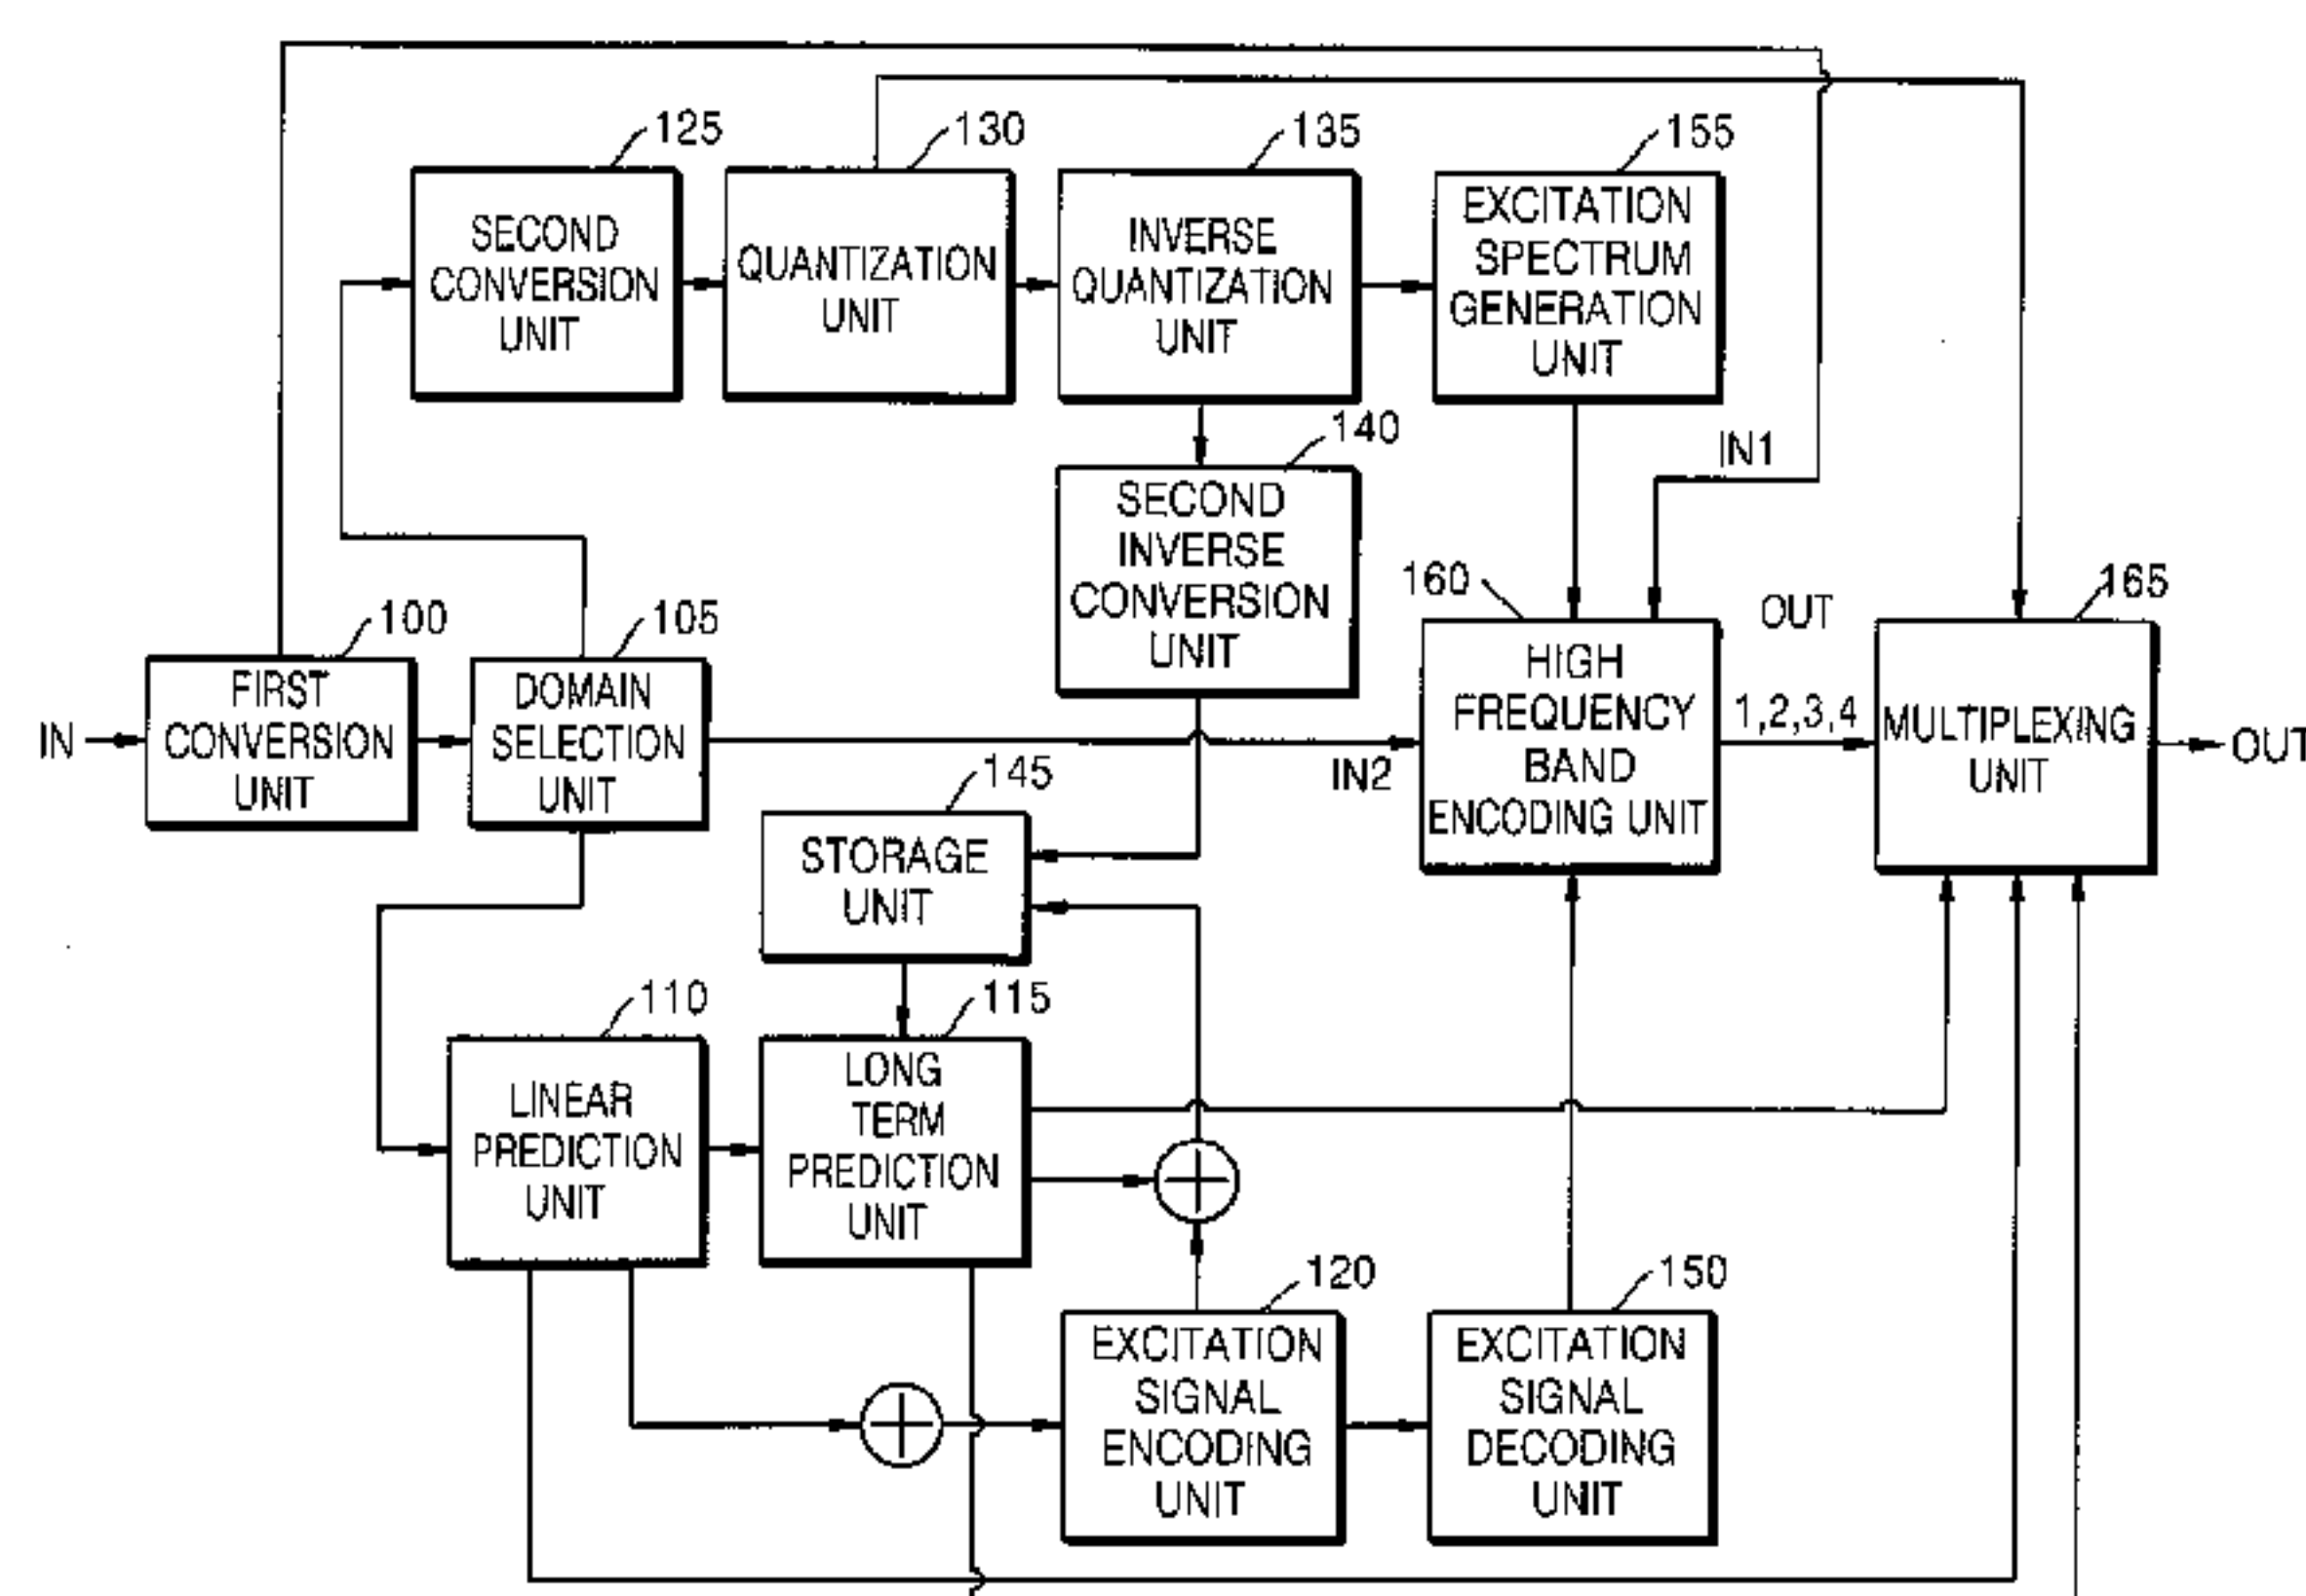 125
130
135
155
SECOND
CONVERSION
UNIT
QUANTIZATION
UNIT
INVERSE
QUANTIZATION
UNIT
EXCITATION
SPECTRUM
GENERATION
UNIT
140
IN1
SECOND
INVERSE
CONVERSION
UNIT
100
105
160
OUT
165
IN
FIRST
CONVERSION
UNIT
DOMAIN
SELECTION
UNIT
IN2
HIGH
FREQUENCY
BAND
ENCODING UNIT
1,2,3,4
MULTIPLEXING
UNIT
OUT
145
STORAGE
UNIT
110
115
LINEAR
PREDICTION
UNIT
LONG
TERM
PREDICTION
UNIT
120
150
EXCITATION
SIGNAL
ENCODING
UNIT
EXCITATION
SIGNAL
DECODING
UNIT